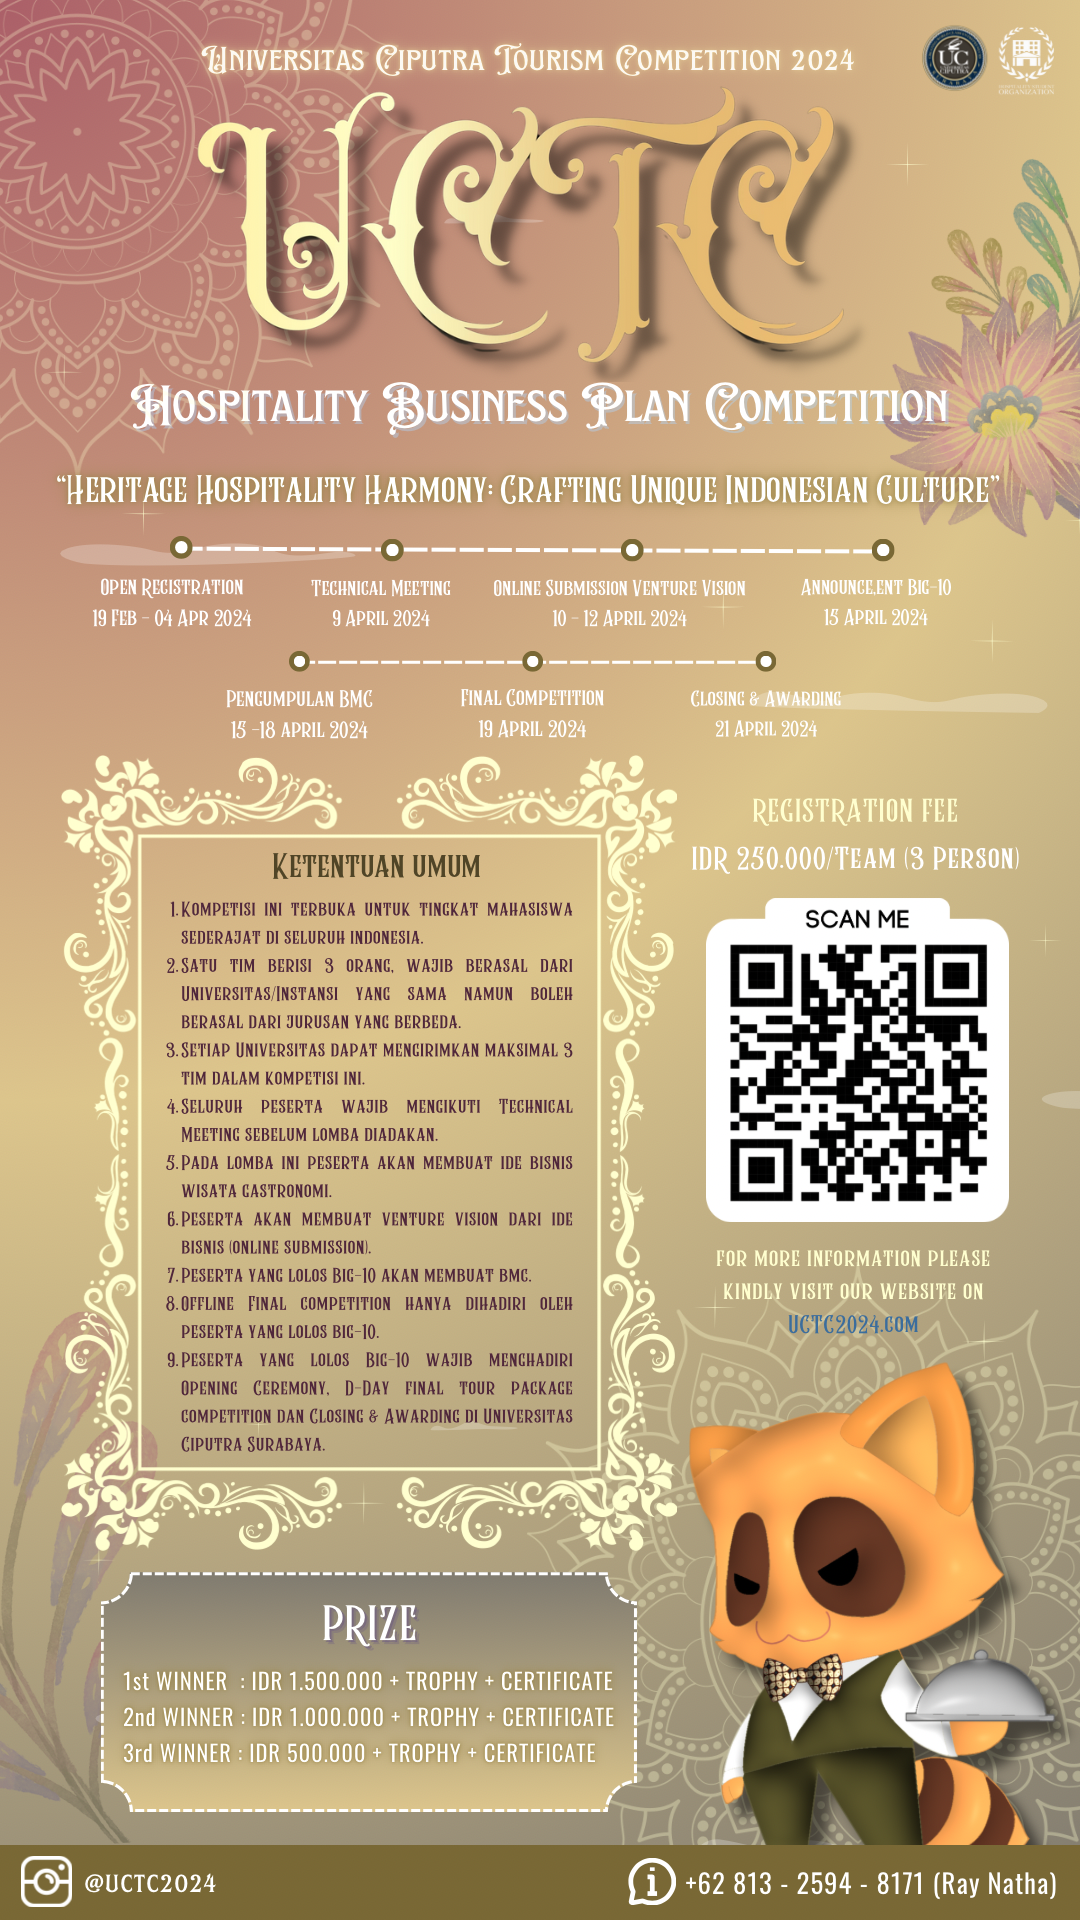 Universitas Ciputra Tourism Competition 2024
UC
ORGANIZATION
UCTC
Hospitality Business Plan Competition
“Heritage Hospitality Harmony: Crafting Unique Indonesian Culture”
Open Registration
19 Feb - 04 Apr 2024
Technical Meeting
9 April 2024
Online Submission Venture Vision
10 - 12 April 2024
Announce,ent Big-10
15 April 2024
Pengumpulan BMC
15 -18 april 2024
Final Competition
19 April 2024
Closing & Awarding
21 April 2024
Ketentuan umum
1. Kompetisi ini terbuka untuk tingkat mahasiswa
sederajat di seluruh indonesia.
2. Satu tim berisi 3 orang, wajib berasal dari
Universitas/Instansi yang sama namun boleh
berasal dari jurusan yang berbeda.
3. Setiap Universitas dapat mengirimkan maksimal 3
tim dalam kompetisi ini.
4. Seluruh peserta wajib mengikuti Technical
Meeting sebelum lomba diadakan.
5. Pada lomba ini peserta akan membuat ide bisnis
wisata gastronomi.
6. Peserta akan membuat venture vision dari ide
bisnis (online submission).
7. Peserta yang lolos Big-10 akan membuat bmc.
8. Offline Final competition hanya dihadiri oleh
peserta yang lolos big-10.
9. Peserta yang lolos Big-10 wajib menghadiri
Opening Ceremony, D-Day final tour package
competition dan Closing & Awarding di Universitas
Ciputra Surabaya.
REGISTRATION FEE
IDR 250.000/Team (3 Person)
SCAN ME
for more information please
kindly visit our website on
uctc2024.com
PRIZE
1st WINNER : IDR 1.500.000 + TROPHY + CERTIFICATE
2nd WINNER : IDR 1.000.000 + TROPHY + CERTIFICATE
3rd WINNER : IDR 500.000 + TROPHY + CERTIFICATE
@UCTC2024
+62 813 - 2594 - 8171 (Ray Natha)